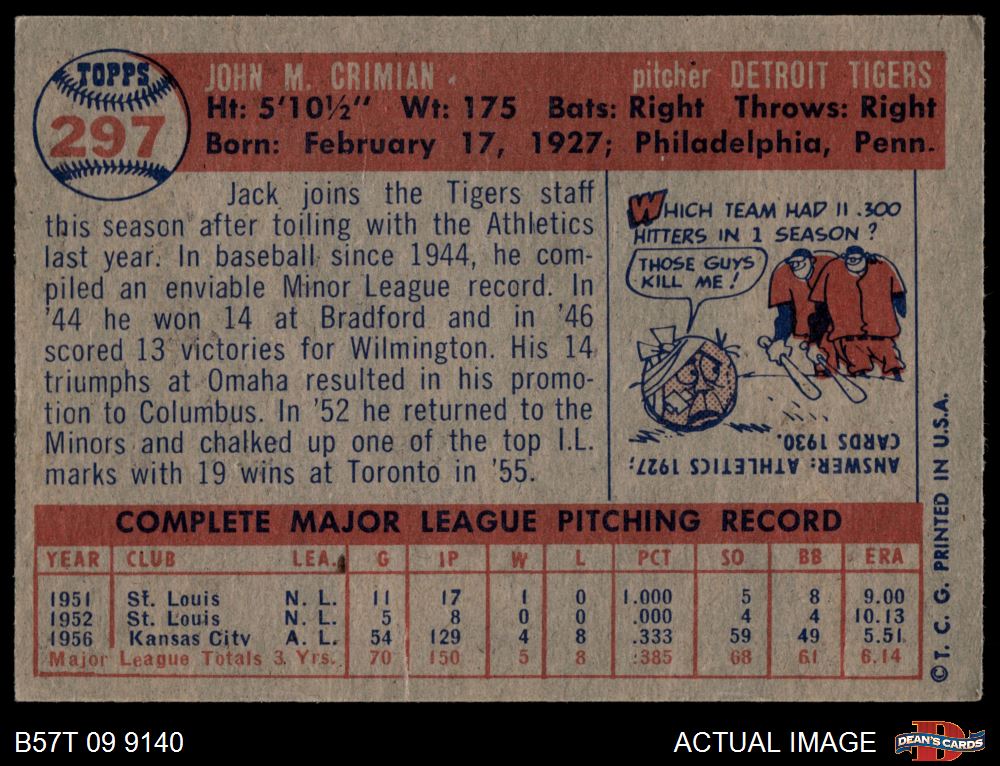 TOPPS
297
JOHN M. CRIMIAN
pitcher DETROIT TIGERS
Ht: 5'10½" Wt: 175 Bats: Right Throws: Right
Born: February 17, 1927; Philadelphia, Penn.
Jack joins the Tigers staff
this season after toiling with the Athletics
last year. In baseball since 1944, he com-
piled an enviable Minor League record. In
'44 he won 14 at Bradford and in '46
scored 13 victories for Wilmington. His 14
triumphs at Omaha resulted in his promo-
tion to Columbus. In '52 he returned to the
Minors and chalked up one of the top I.L.
marks with 19 wins at Toronto in '55.
WHICH TEAM HAD 11 .300
HITTERS IN 1 SEASON?
THOSE GUYS
KILL ME!
ANSWER: ATHLETICS 1927;
CARDS 1930.
COMPLETE MAJOR LEAGUE PITCHING RECORD
YEAR CLUB LEA. G IP W L PCT SO BB ERA
1951 St. Louis N. L. 11 17 1 0 1.000 5 8 9.00
1952 St. Louis N. L. 5 8 0 0 .000 4 4 10.13
1956 Kansas City A. L. 54 129 4 8 .333 59 49 5.51
Major League Totals 3 Yrs. 70 150 5 8 .385 68 61 6.14
© T. C. G. PRINTED IN U.S.A.
B57T 09 9140
ACTUAL IMAGE
DEAN'S CARDS